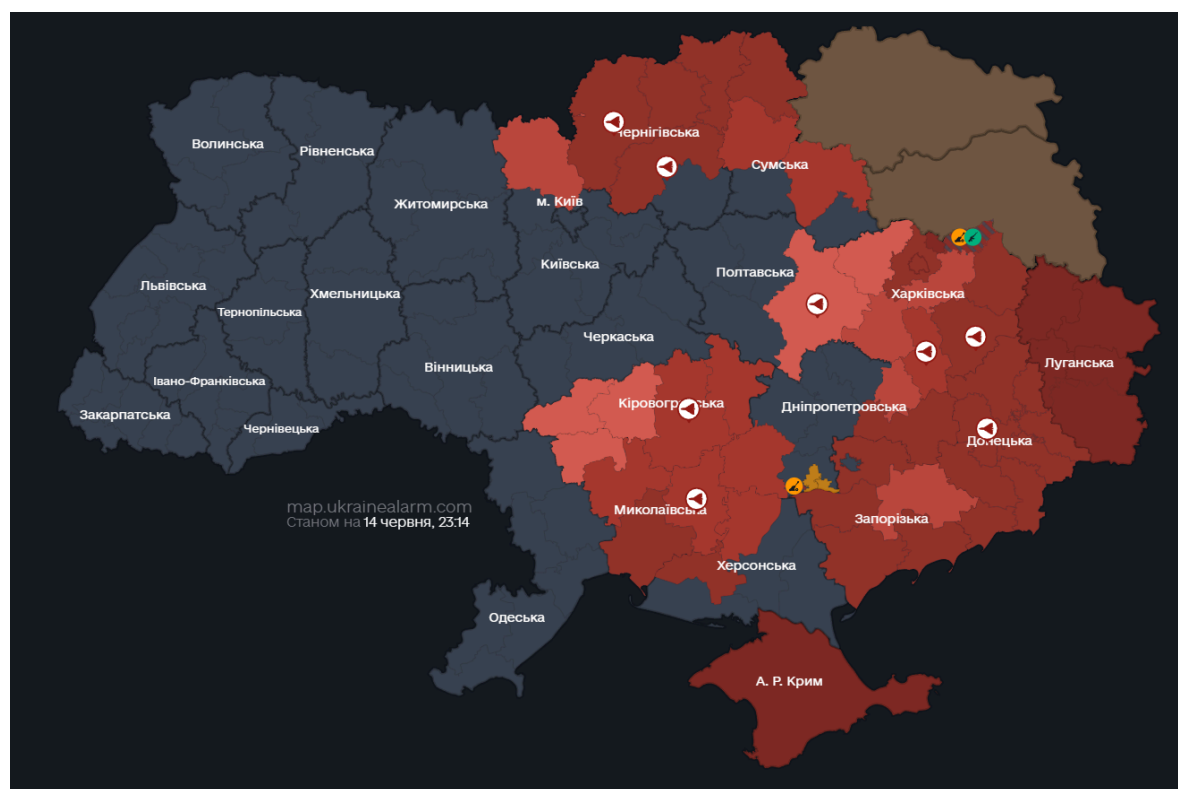 Чернігівська
Волинська
Рівненська
Сумська
м. Київ
Житомирська
Київська
Полтавська
Львівська
Хмельницька
Харківська
Тернопільська
Черкаська
Луганська
Вінницька
Івано-Франківська
Кіровоградська
Дніпропетровська
Закарпатська
Чернівецька
Донецька
map.ukrainealarm.com
Станом на 14 червня, 23:14
Миколаївська
Запорізька
Херсонська
Одеська
А. Р. Крим